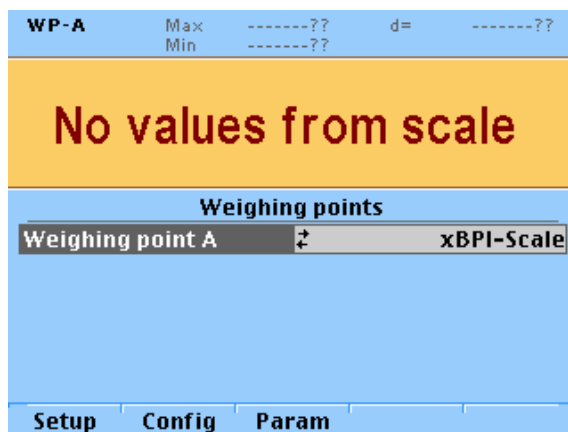 WP-A Max -------?? d= -------??
Min -------??
No values from scale
Weighing points
Weighing point A xBPI-Scale
Setup Config Param